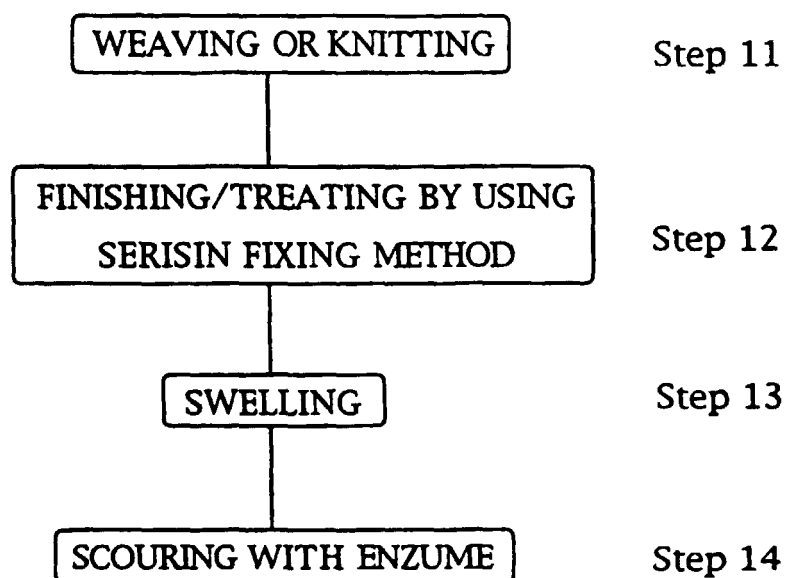 WEAVING OR KNITTING Step 11
FINISHING/TREATING BY USING
SERISIN FIXING METHOD Step 12
SWELLING Step 13
SCOURING WITH ENZUME Step 14